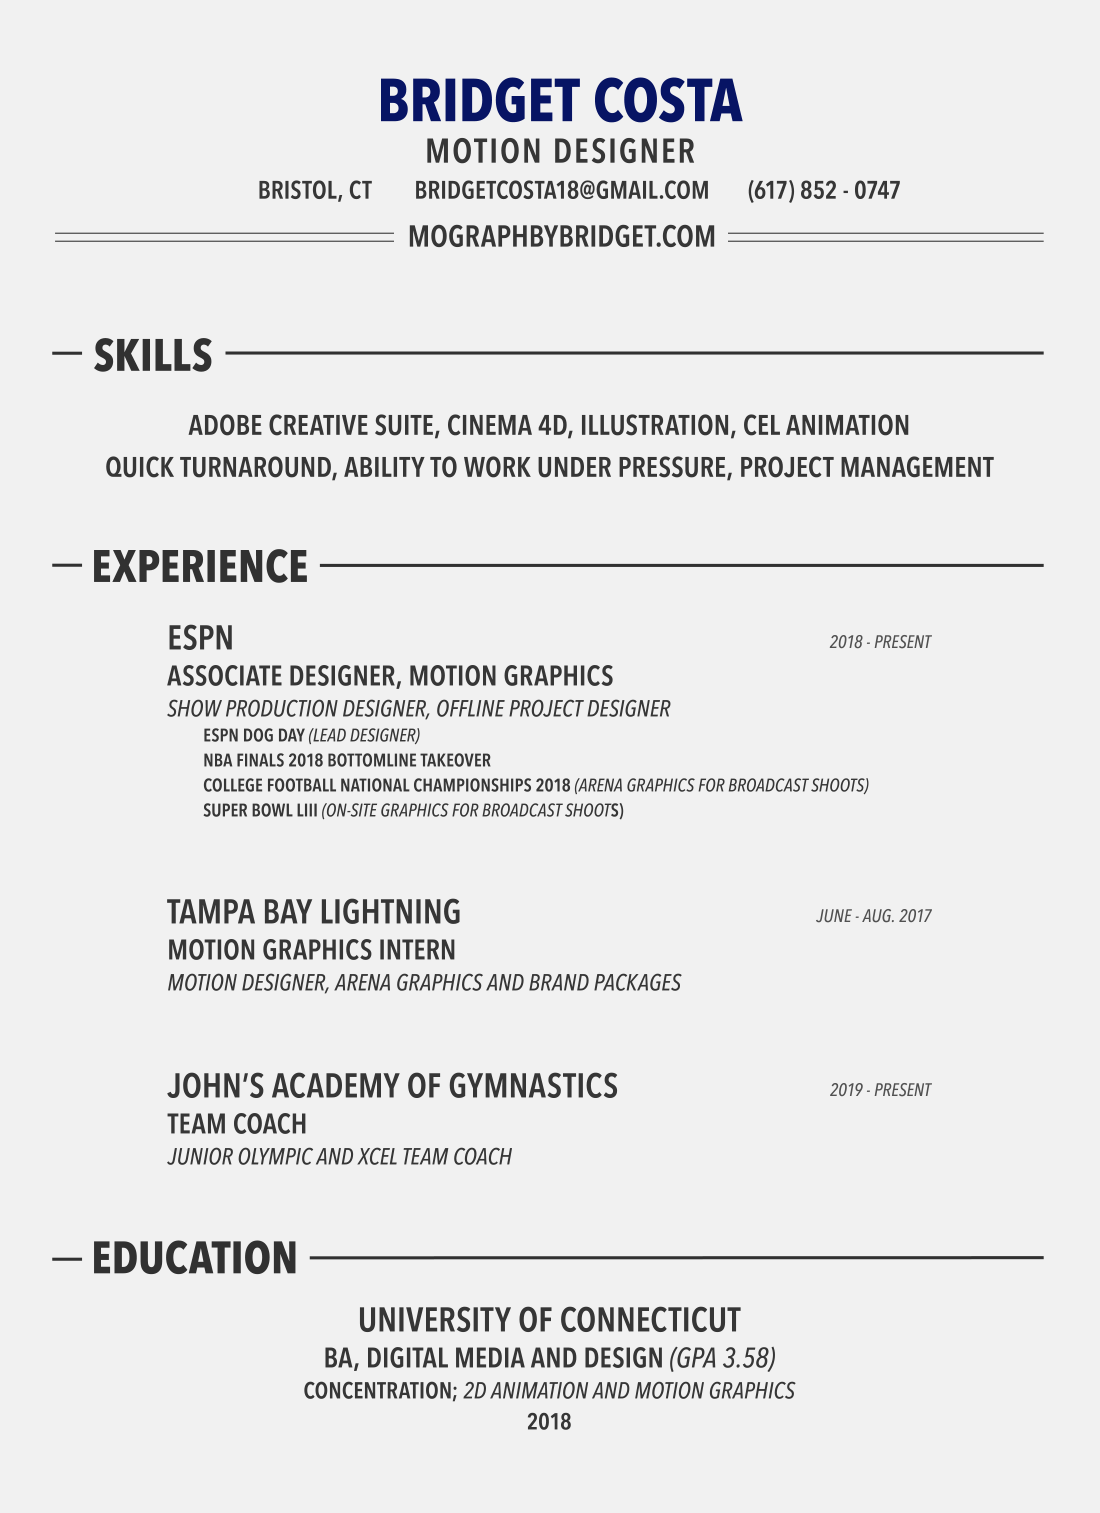 BRIDGET COSTA
MOTION DESIGNER
BRISTOL, CT BRIDGETCOSTA18@GMAIL.COM (617) 852 - 0747
MOGRAPHBYBRIDGET.COM
SKILLS
ADOBE CREATIVE SUITE, CINEMA 4D, ILLUSTRATION, CEL ANIMATION
QUICK TURNAROUND, ABILITY TO WORK UNDER PRESSURE, PROJECT MANAGEMENT
EXPERIENCE
ESPN 2018 - PRESENT
ASSOCIATE DESIGNER, MOTION GRAPHICS
SHOW PRODUCTION DESIGNER, OFFLINE PROJECT DESIGNER
ESPN DOG DAY (LEAD DESIGNER)
NBA FINALS 2018 BOTTOMLINE TAKEOVER
COLLEGE FOOTBALL NATIONAL CHAMPIONSHIPS 2018 (ARENA GRAPHICS FOR BROADCAST SHOOTS)
SUPER BOWL LIII (ON-SITE GRAPHICS FOR BROADCAST SHOOTS)
TAMPA BAY LIGHTNING JUNE - AUG. 2017
MOTION GRAPHICS INTERN
MOTION DESIGNER, ARENA GRAPHICS AND BRAND PACKAGES
JOHN'S ACADEMY OF GYMNASTICS 2019 - PRESENT
TEAM COACH
JUNIOR OLYMPIC AND XCEL TEAM COACH
EDUCATION
UNIVERSITY OF CONNECTICUT
BA, DIGITAL MEDIA AND DESIGN (GPA 3.58)
CONCENTRATION; 2D ANIMATION AND MOTION GRAPHICS
2018